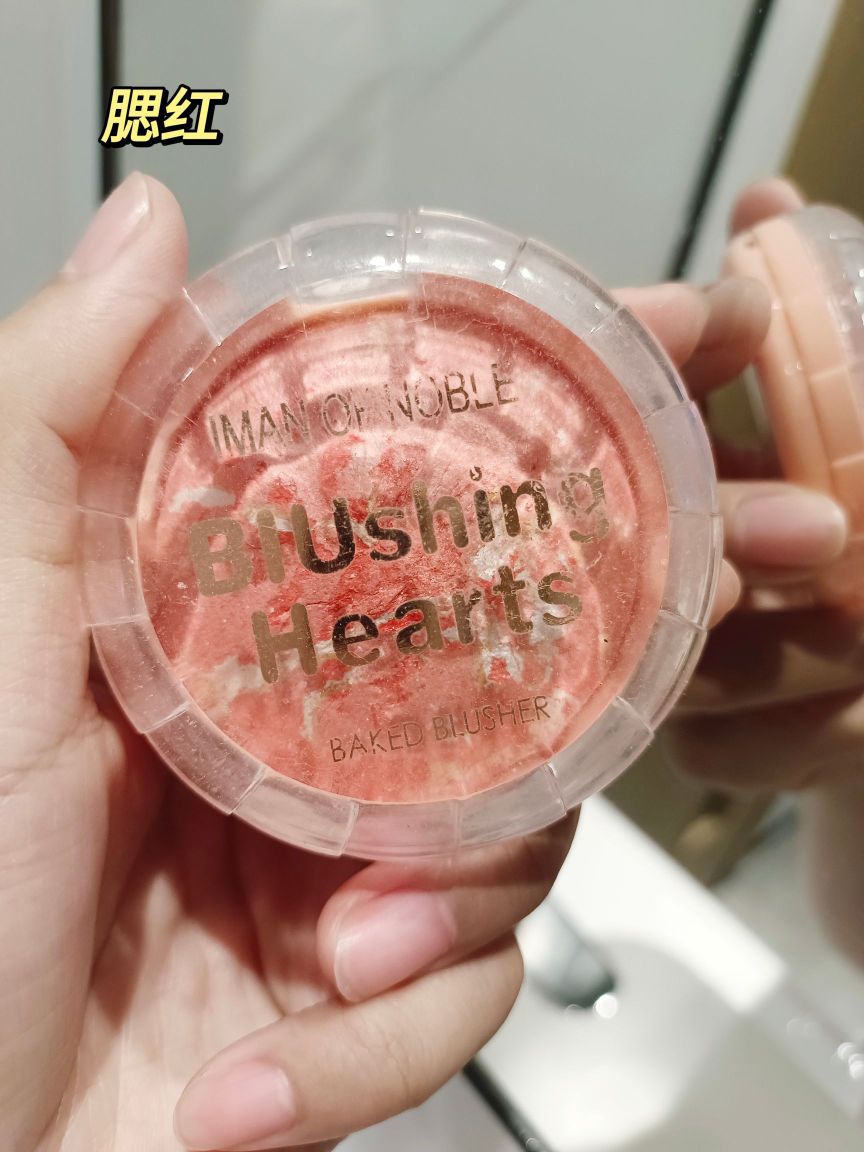 腮红
IMAN OF NOBLE
BlUshing
Hearts
BAKED BLUSHER